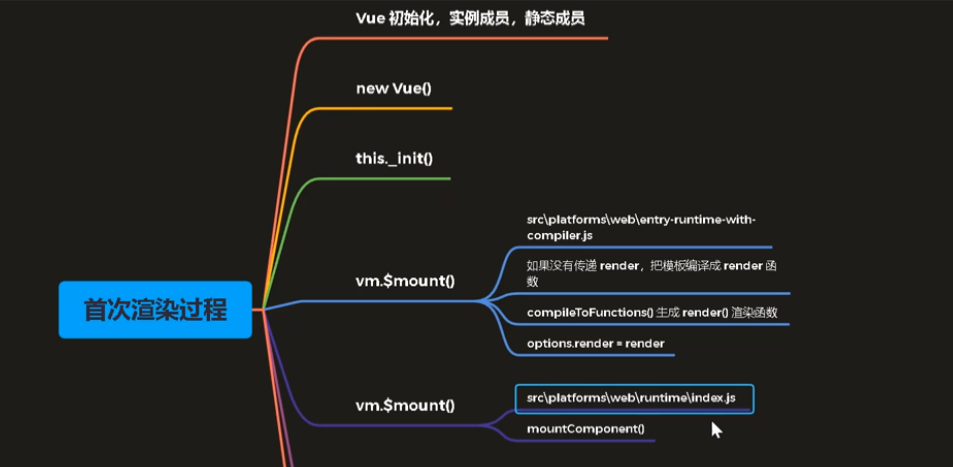 Vue 初始化，实例成员，静态成员
new Vue()
this._init()
src\platforms\web\entry-runtime-with-
compiler.js
如果没有传递 render，把模板编译成 render 函
数
vm.$mount()
compileToFunctions() 生成 render() 渲染函数
options.render = render
首次渲染过程
src\platforms\web\runtime\index.js
vm.$mount()
mountComponent()